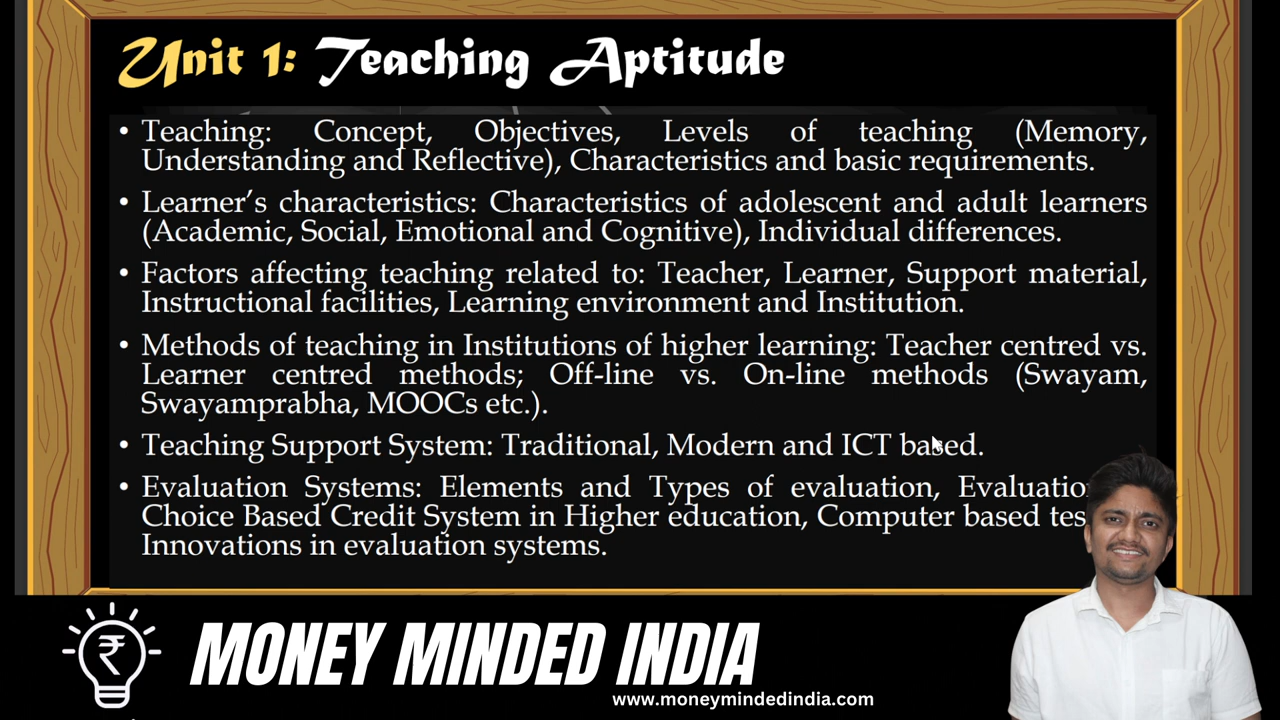 Unit 1: Teaching Aptitude
• Teaching: Concept, Objectives, Levels of teaching (Memory,
Understanding and Reflective), Characteristics and basic requirements.
• Learner’s characteristics: Characteristics of adolescent and adult learners
(Academic, Social, Emotional and Cognitive), Individual differences.
• Factors affecting teaching related to: Teacher, Learner, Support material,
Instructional facilities, Learning environment and Institution.
• Methods of teaching in Institutions of higher learning: Teacher centred vs.
Learner centred methods; Off-line vs. On-line methods (Swayam,
Swayamprabha, MOOCs etc.).
• Teaching Support System: Traditional, Modern and ICT based.
• Evaluation Systems: Elements and Types of evaluation, Evaluation
Choice Based Credit System in Higher education, Computer based
Innovations in evaluation systems.
₹
MONEY MINDED INDIA
www.moneymindedindia.com